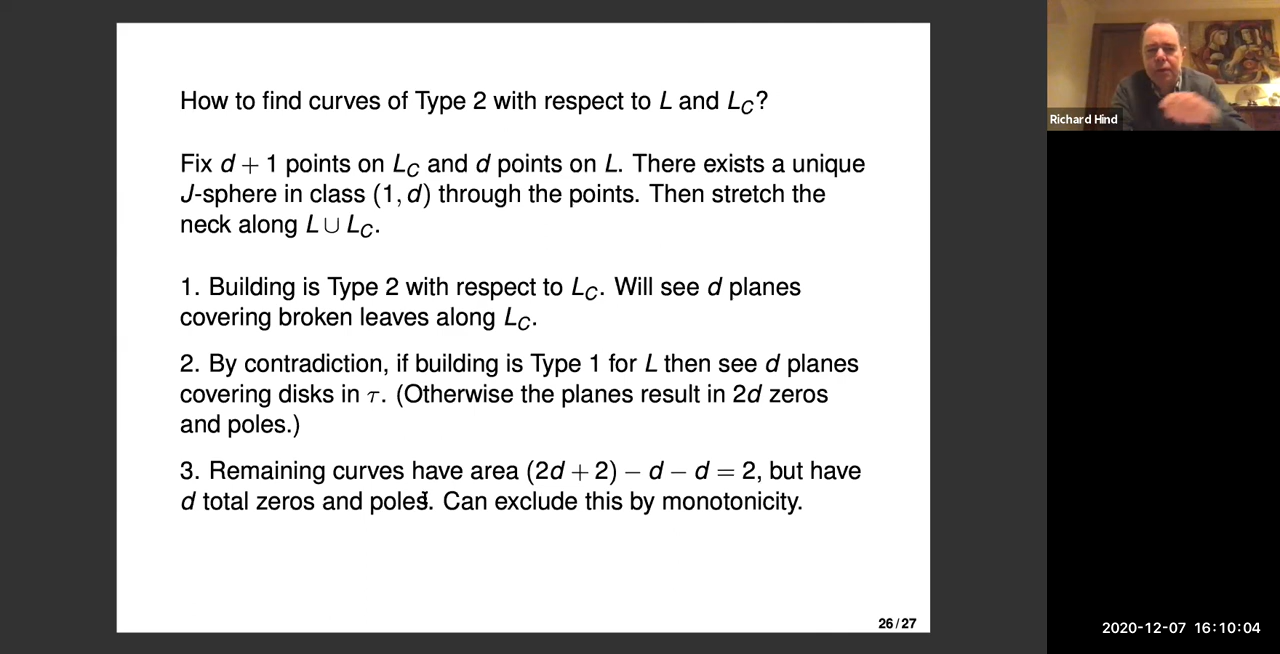 How to find curves of Type 2 with respect to L and L_C?
Fix d + 1 points on L_C and d points on L. There exists a unique
J-sphere in class (1, d) through the points. Then stretch the
neck along L ∪ L_C.
1. Building is Type 2 with respect to L_C. Will see d planes
covering broken leaves along L_C.
2. By contradiction, if building is Type 1 for L then see d planes
covering disks in τ. (Otherwise the planes result in 2d zeros
and poles.)
3. Remaining curves have area (2d + 2) − d − d = 2, but have
d total zeros and poles. Can exclude this by monotonicity.
26 / 27
Richard Hind
2020-12-07 16:10:04